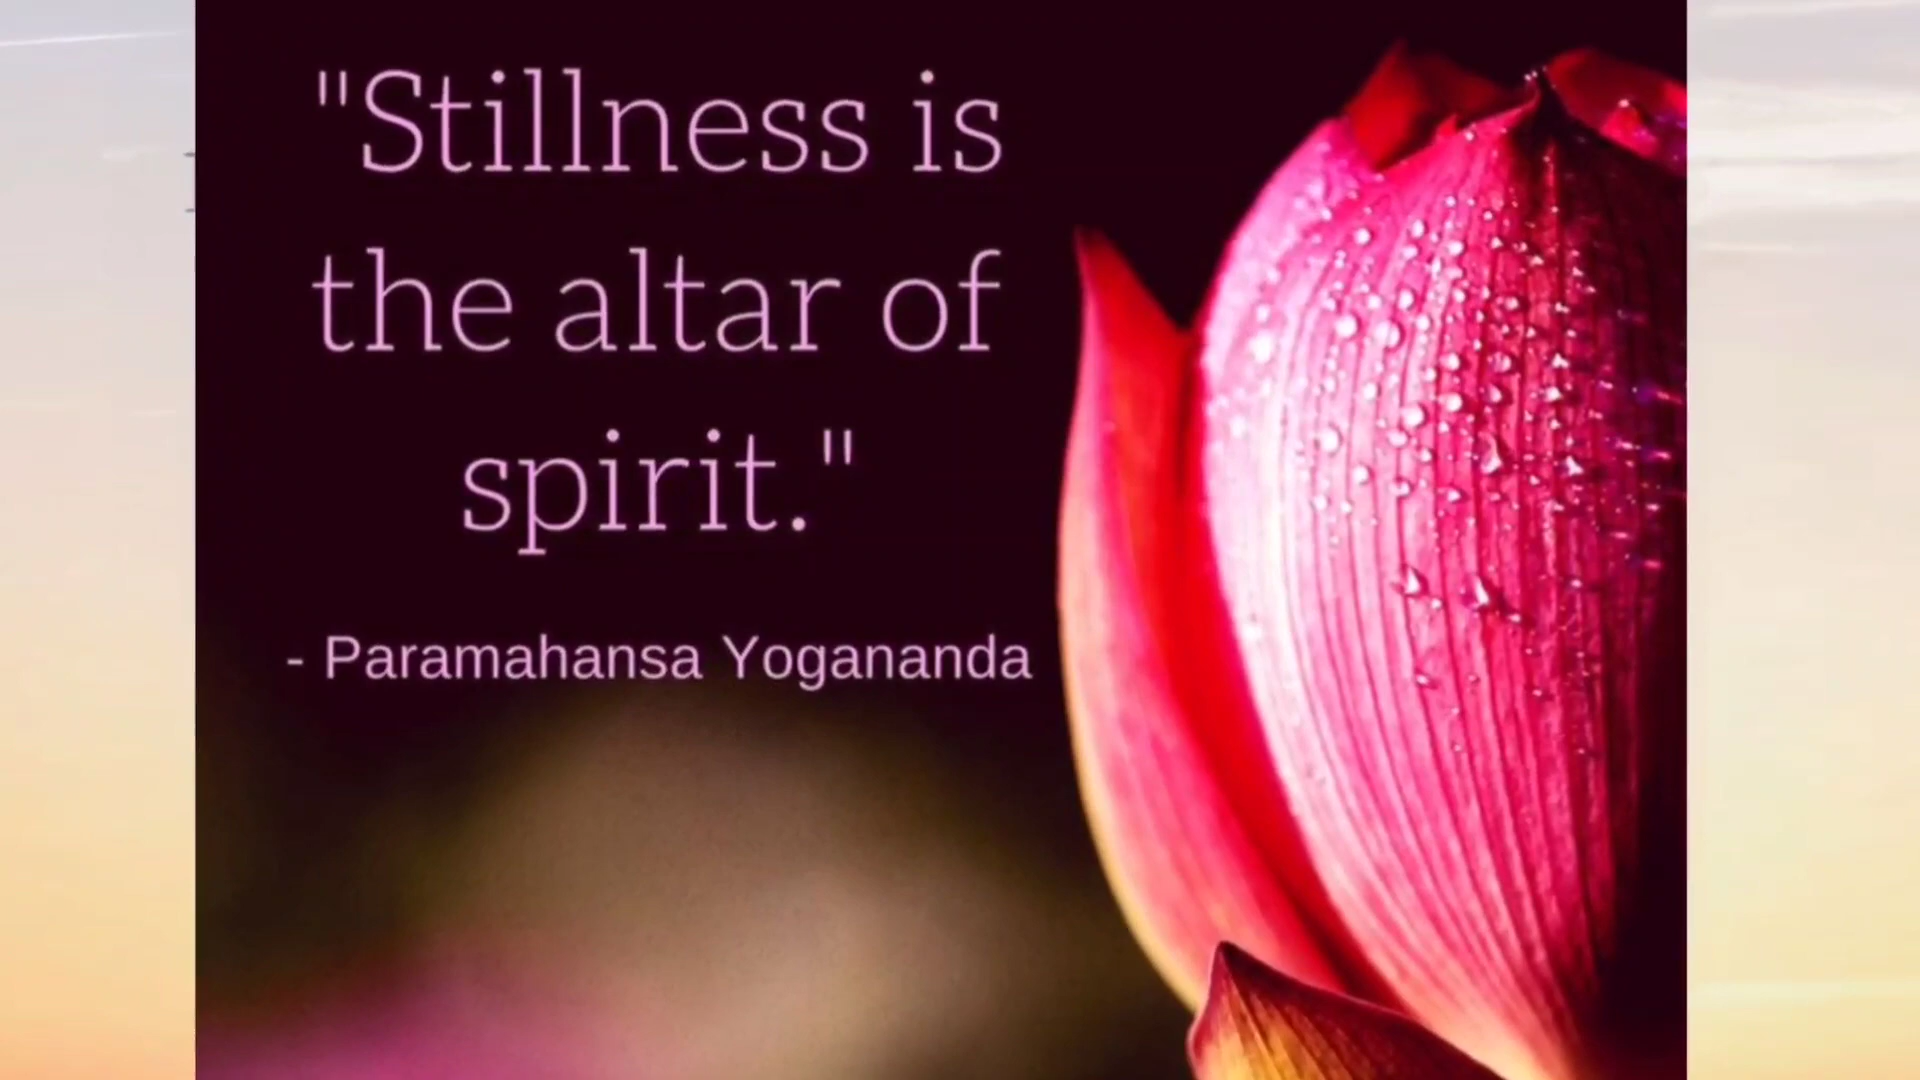 "Stillness is
the altar of
spirit."
- Paramahansa Yogananda